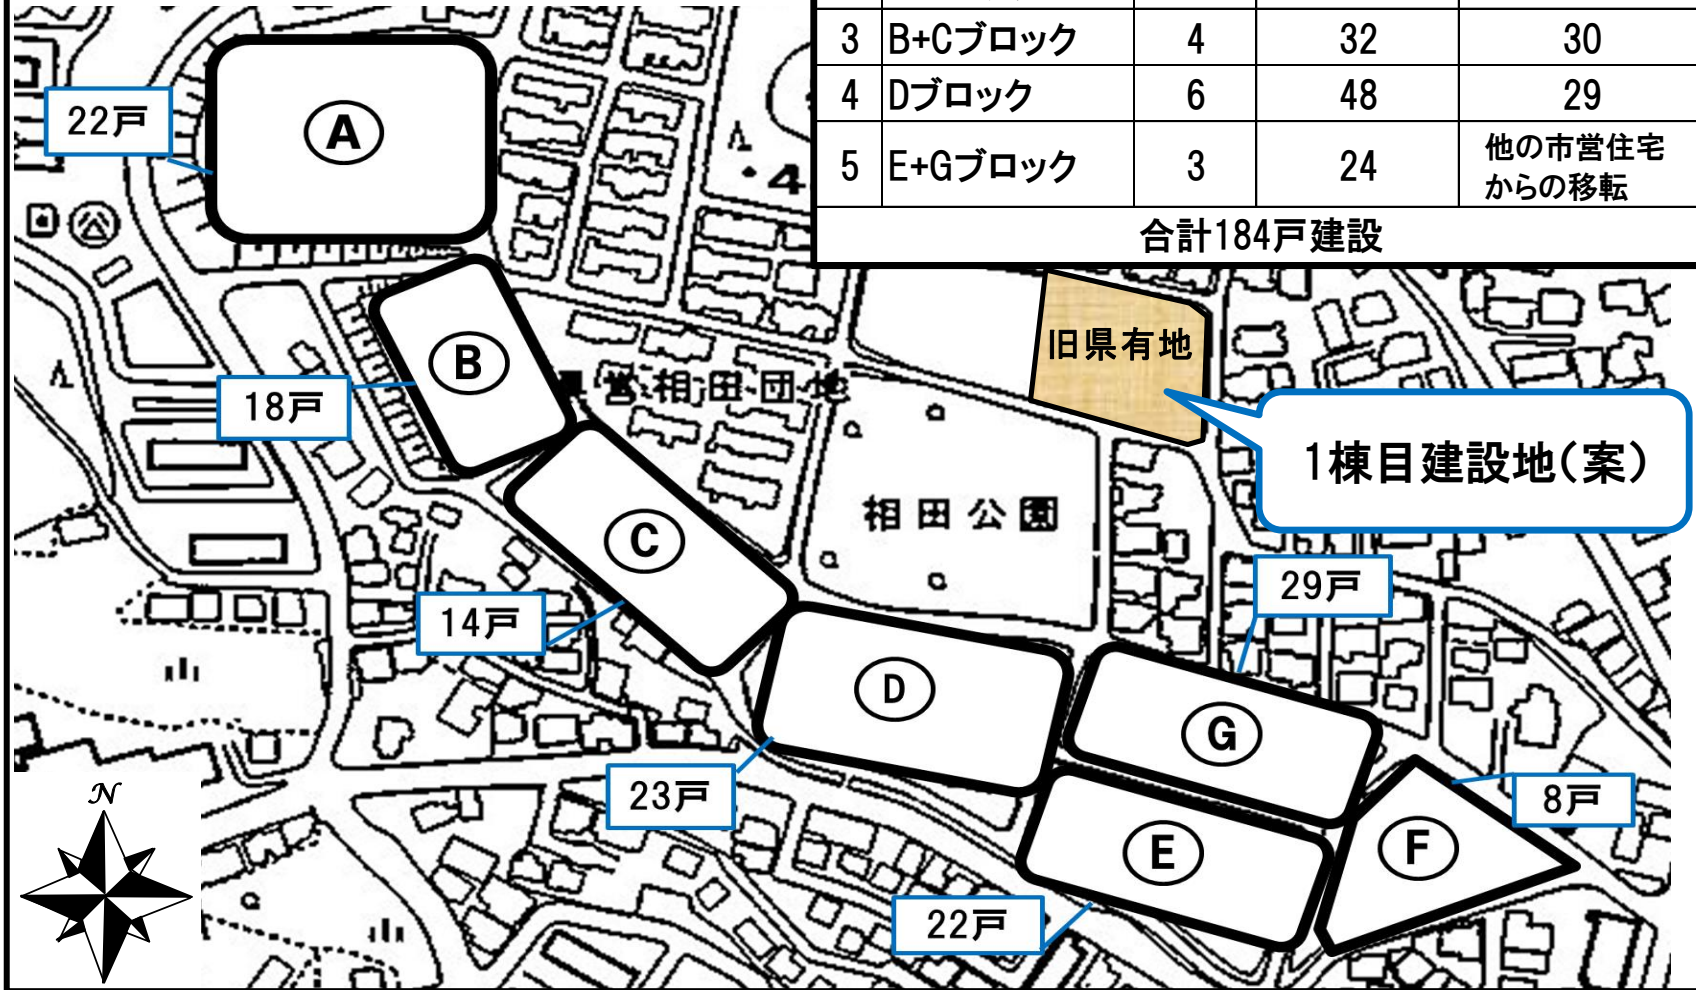 3 B+Cブロック 4 32 30
4 Dブロック 6 48 29
5 E+Gブロック 3 24 他の市営住宅
からの移転
合計184戸建設
22戸
A
・4
旧県有地
B
18戸
営相田団地
1棟目建設地（案）
相田公園
C
29戸
14戸
D
G
23戸
8戸
N
E
F
22戸